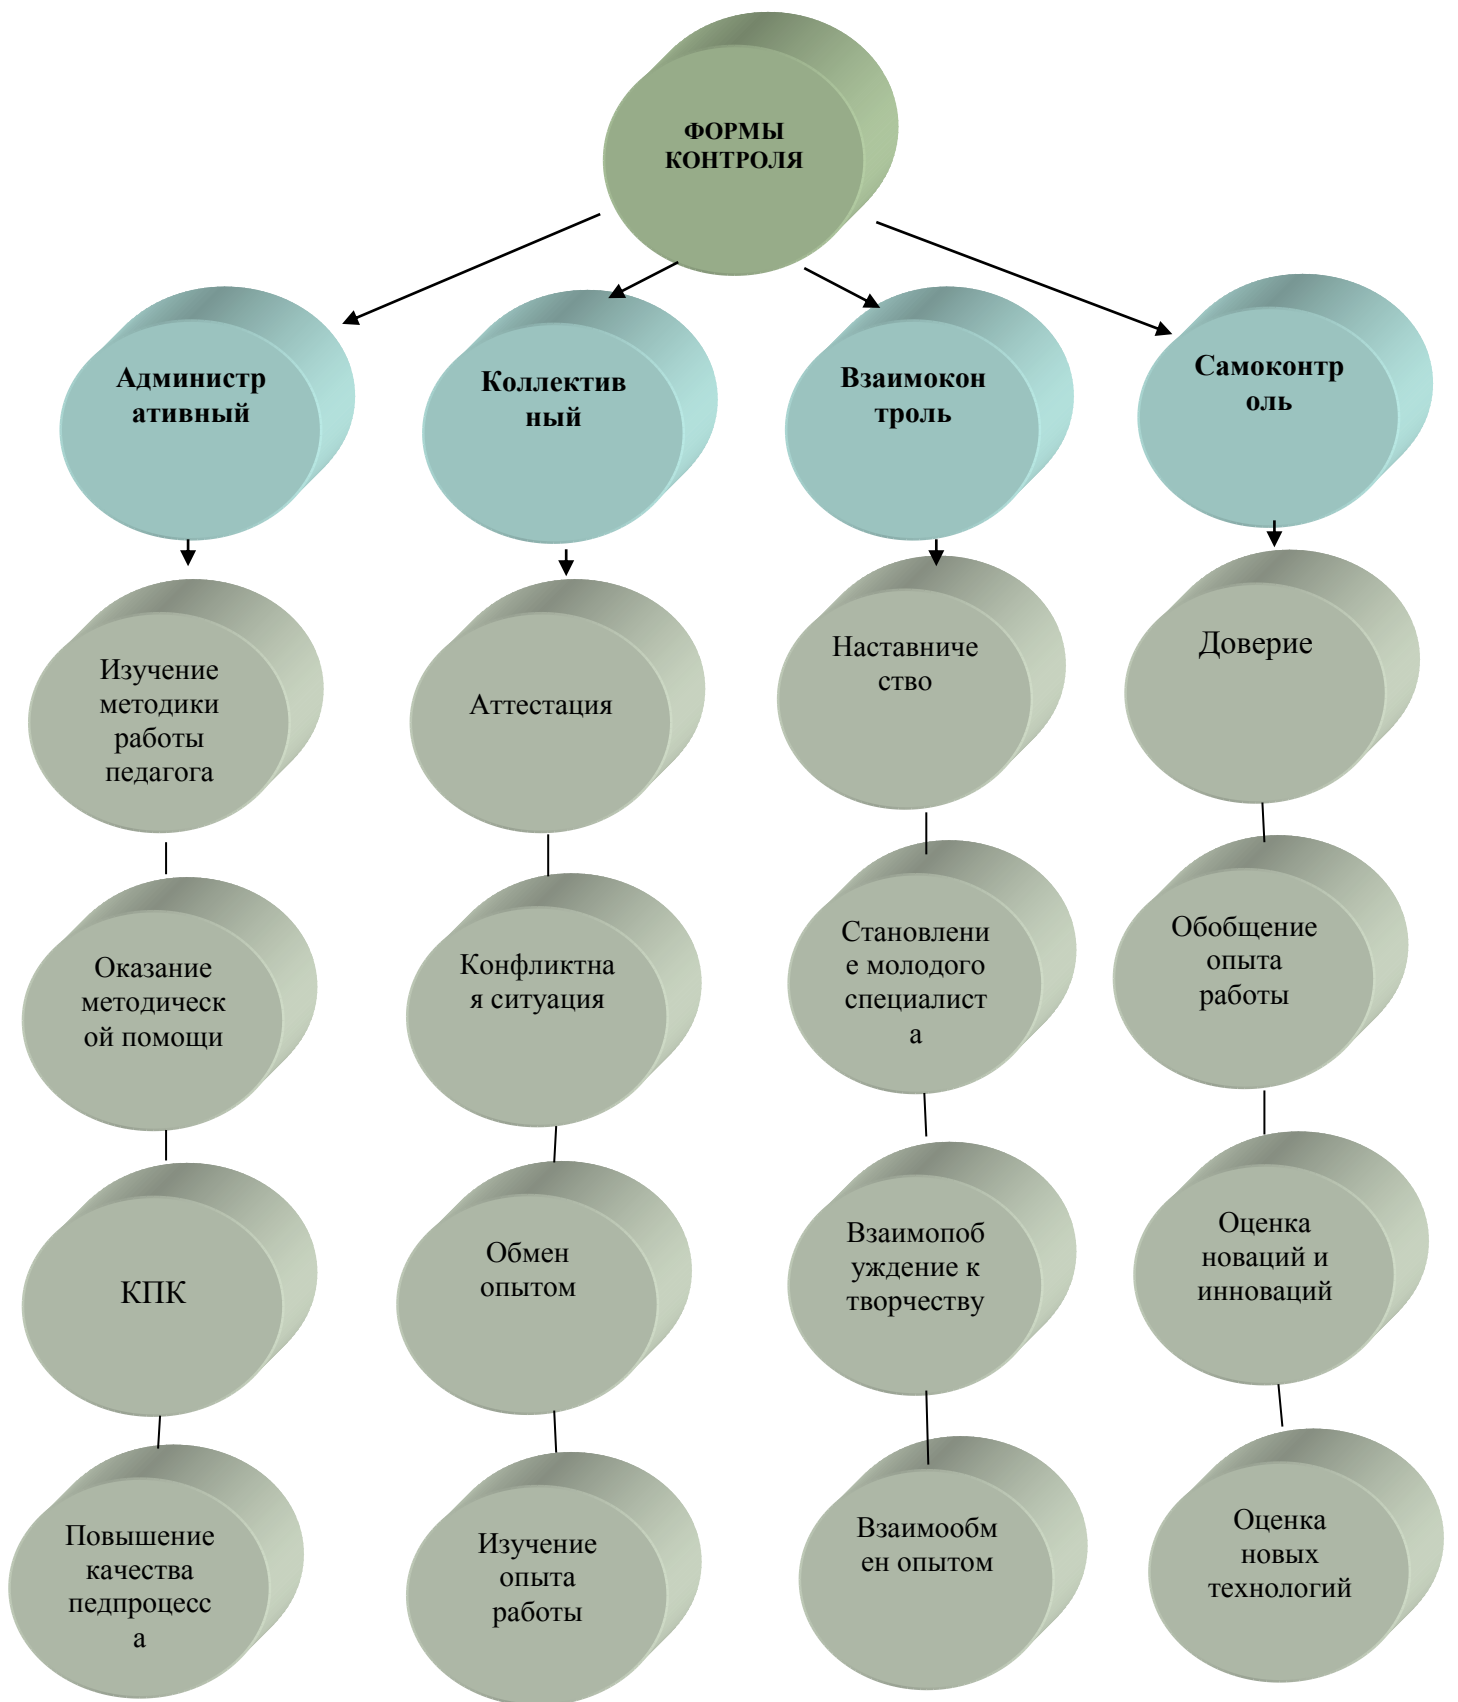 ФОРМЫ
КОНТРОЛЯ
Администр
ативный
Коллектив
ный
Взаимокон
троль
Самоконтр
оль
Изучение
методики
работы
педагога
Аттестация
Наставниче
ство
Доверие
Оказание
методическ
ой помощи
Конфликтна
я ситуация
Становлени
е молодого
специалист
а
Обобщение
опыта
работы
КПК
Обмен
опытом
Взаимопоб
уждение к
творчеству
Оценка
новаций и
инноваций
Повышение
качества
педпроцесс
а
Изучение
опыта
работы
Взаимообм
ен опытом
Оценка
новых
технологий